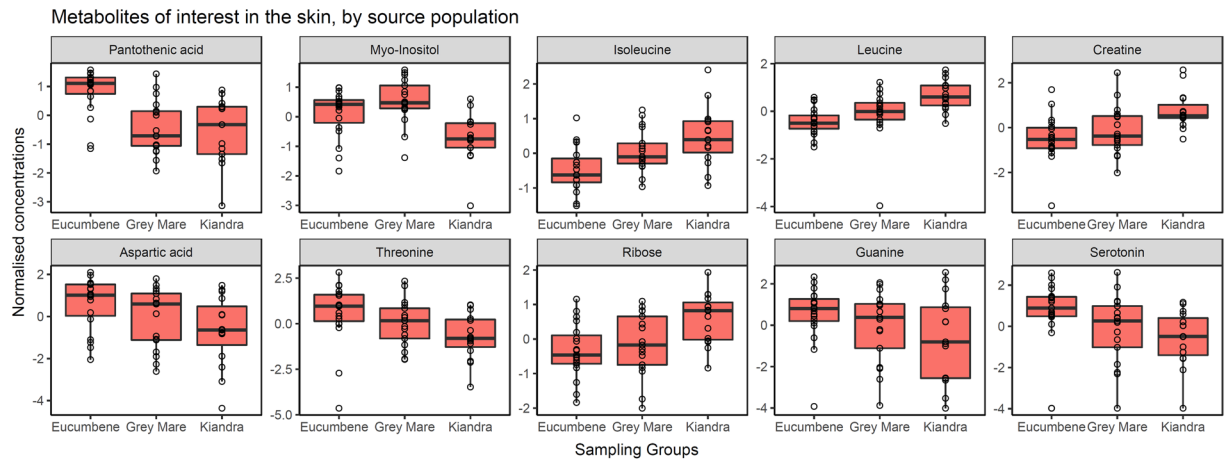 Metabolites of interest in the skin, by source population
Pantothenic acid
Myo-Inositol
Isoleucine
Leucine
Creatine
1
0
-1
-2
-3
1
0
-1
-2
-3
2
1
0
-1
2
0
-2
-4
2
0
-2
Eucumbene Grey Mare Kiandra
Eucumbene Grey Mare Kiandra
Eucumbene Grey Mare Kiandra
Eucumbene Grey Mare Kiandra
Eucumbene Grey Mare Kiandra
Normalised concentrations
Aspartic acid
Threonine
Ribose
Guanine
Serotonin
2
0
-2
-4
2.5
0.0
-2.5
-5.0
2
1
0
-1
-2
2
0
-2
-4
2
0
-2
-4
Eucumbene Grey Mare Kiandra
Eucumbene Grey Mare Kiandra
Eucumbene Grey Mare Kiandra
Eucumbene Grey Mare Kiandra
Eucumbene Grey Mare Kiandra
Sampling Groups